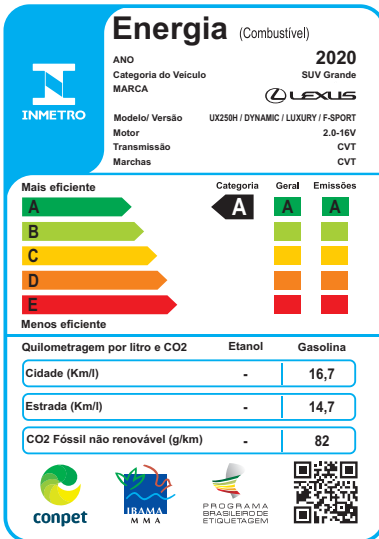 Energia (Combustível)
ANO 2020
Categoria do Veículo SUV Grande
MARCA LEXUS
Modelo/ Versão UX250H / DYNAMIC / LUXURY / F-SPORT
Motor 2.0-16V
Transmissão CVT
Marchas CVT
INMETRO
Mais eficiente Categoria Geral Emissões
A A A A
B
C
D
E
Menos eficiente
Quilometragem por litro e CO2 Etanol Gasolina
Cidade (Km/l) - 16,7
Estrada (Km/l) - 14,7
CO2 Fóssil não renovável (g/km) - 82
conpet
IBAMA
MMA
PROGRAMA
BRASILEIRO DE
ETIQUETAGEM